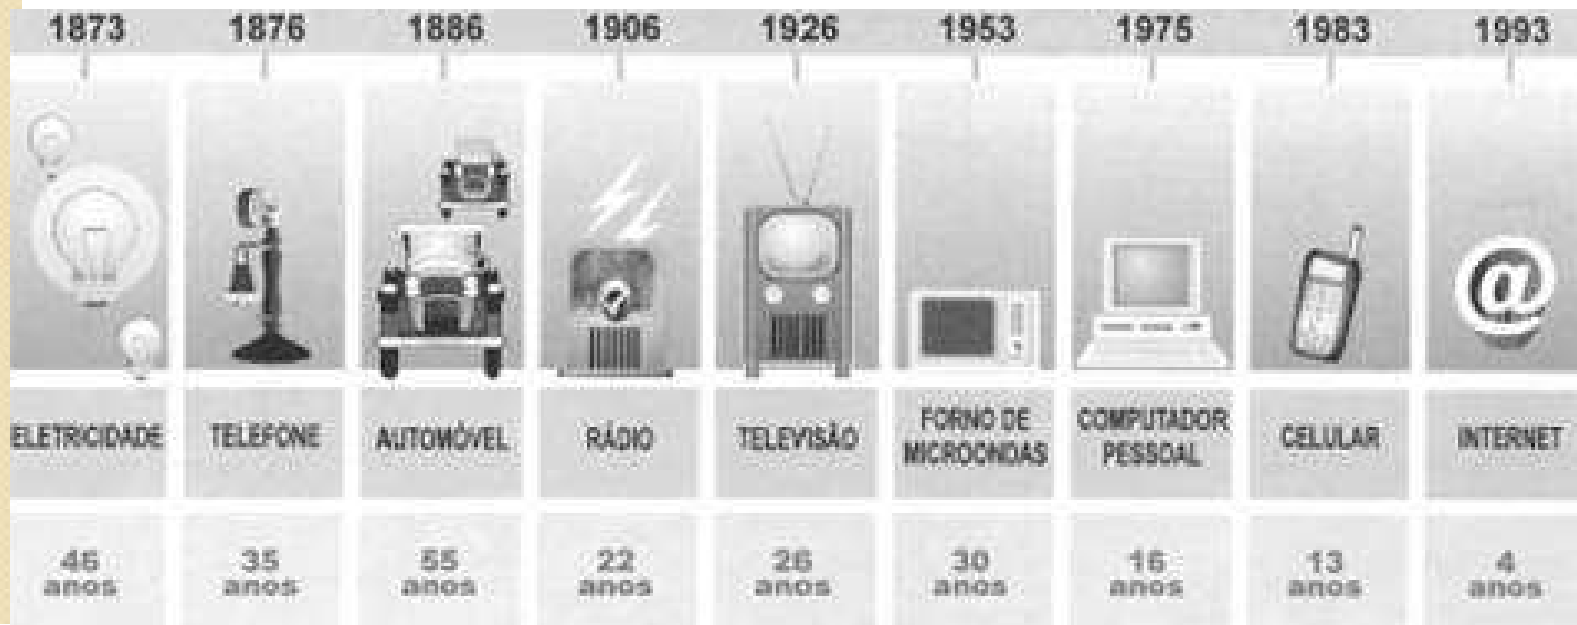 1873 1876 1886 1906 1926 1953 1975 1983 1993
ELETRICIDADE TELEFONE AUTOMÓVEL RÁDIO TELEVISÃO FORNO DE MICROONDAS COMPUTADOR PESSOAL CELULAR INTERNET
46 anos 35 anos 55 anos 22 anos 26 anos 30 anos 16 anos 13 anos 4 anos